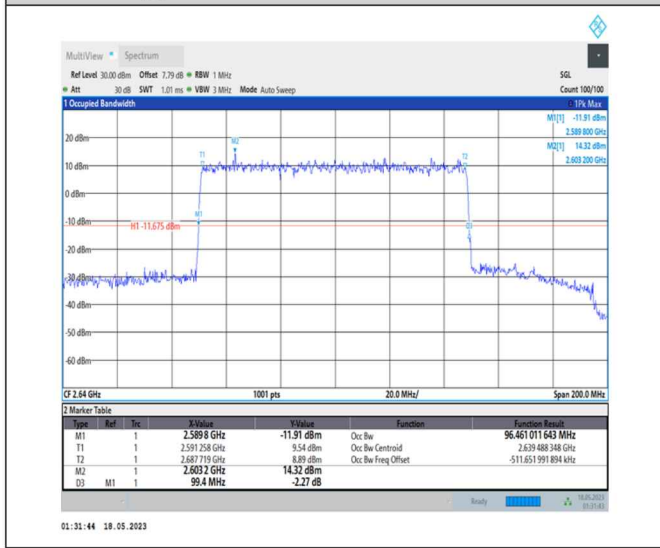 MultiView Spectrum
Ref Level 30.00 dBm Offset 7.79 dB RBW 1 MHz SGL
Att 30 dB SWT 1.01 ms VBW 3 MHz Mode Auto Sweep Count 100/100
1 Occupied Bandwidth 1Pk Max
M1[1] -11.91 dBm
2.589 800 GHz
20 dBm
M2[1] 14.32 dBm
2.603 200 GHz
M2
T1
T2
10 dBm
0 dBm
M1
-10 dBm
H1 -11.675 dBm
D3
-20 dBm
-30 dBm
-40 dBm
-50 dBm
-60 dBm
CF 2.64 GHz 1001 pts 20.0 MHz/ Span 200.0 MHz
2 Marker Table
Type Ref Trc X-Value Y-Value Function Function Result
M1 1 2.589 8 GHz -11.91 dBm Occ Bw 96.461 011 643 MHz
T1 1 2.591 258 GHz 9.54 dBm Occ Bw Centroid 2.639 488 348 GHz
T2 1 2.687 719 GHz 8.89 dBm Occ Bw Freq Offset -511.651 991 894 kHz
M2 1 2.603 2 GHz 14.32 dBm
D3 M1 1 99.4 MHz -2.27 dB
Ready 18.05.2023
01:31:43
01:31:44 18.05.2023